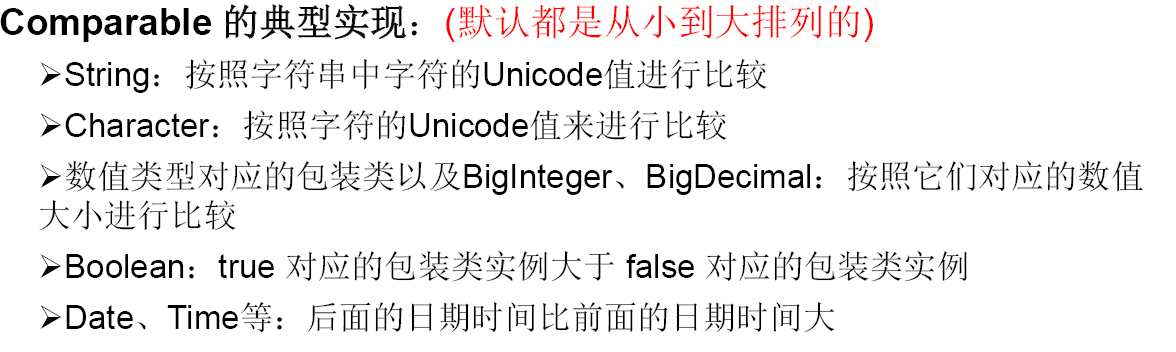 Comparable 的典型实现：(默认都是从小到大排列的)
➢String：按照字符串中字符的Unicode值进行比较
➢Character：按照字符的Unicode值来进行比较
➢数值类型对应的包装类以及BigInteger、BigDecimal：按照它们对应的数值
大小进行比较
➢Boolean：true 对应的包装类实例大于 false 对应的包装类实例
➢Date、Time等：后面的日期时间比前面的日期时间大